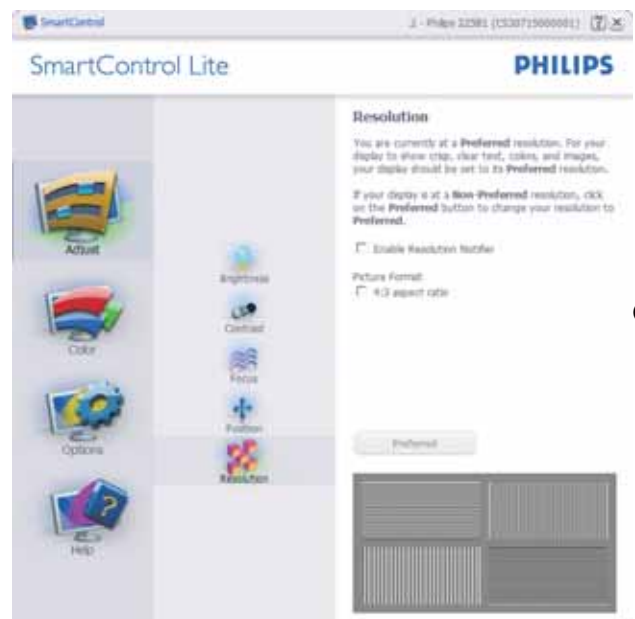 SmartControl
SmartControl Lite
PHILIPS
Resolution
You are currently at a Preferred resolution. For your
display to show crisp, clear text, colors, and images,
your display should be set to its Preferred resolution.
If your display is at a Non-Preferred resolution, click
on the Preferred button to change your resolution to
Preferred.
Enable Resolution Notifier
Picture Format
4:3 aspect ratio
Preferred
Adjust
Color
Options
Help
Brightness
Contrast
Focus
Position
Resolution